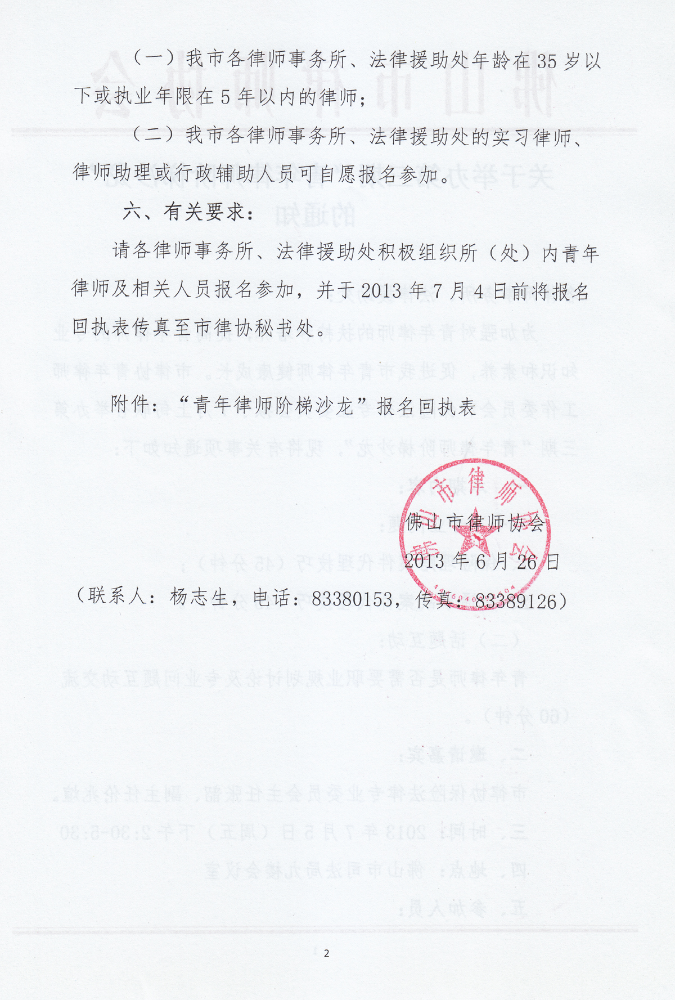 （一）我市各律师事务所、法律援助处年龄在 35 岁以
下或执业年限在 5 年以内的律师；
（二）我市各律师事务所、法律援助处的实习律师、
律师助理或行政辅助人员可自愿报名参加。
六、有关要求：
请各律师事务所、法律援助处积极组织所（处）内青年
律师及相关人员报名参加，并于 2013 年 7 月 4 日前将报名
回执表传真至市律协秘书处。
附件：“青年律师阶梯沙龙”报名回执表
佛山市律师协会
佛山市律师协会
2013 年 6 月 26 日
（联系人：杨志生，电话：83380153，传真：83389126）
2